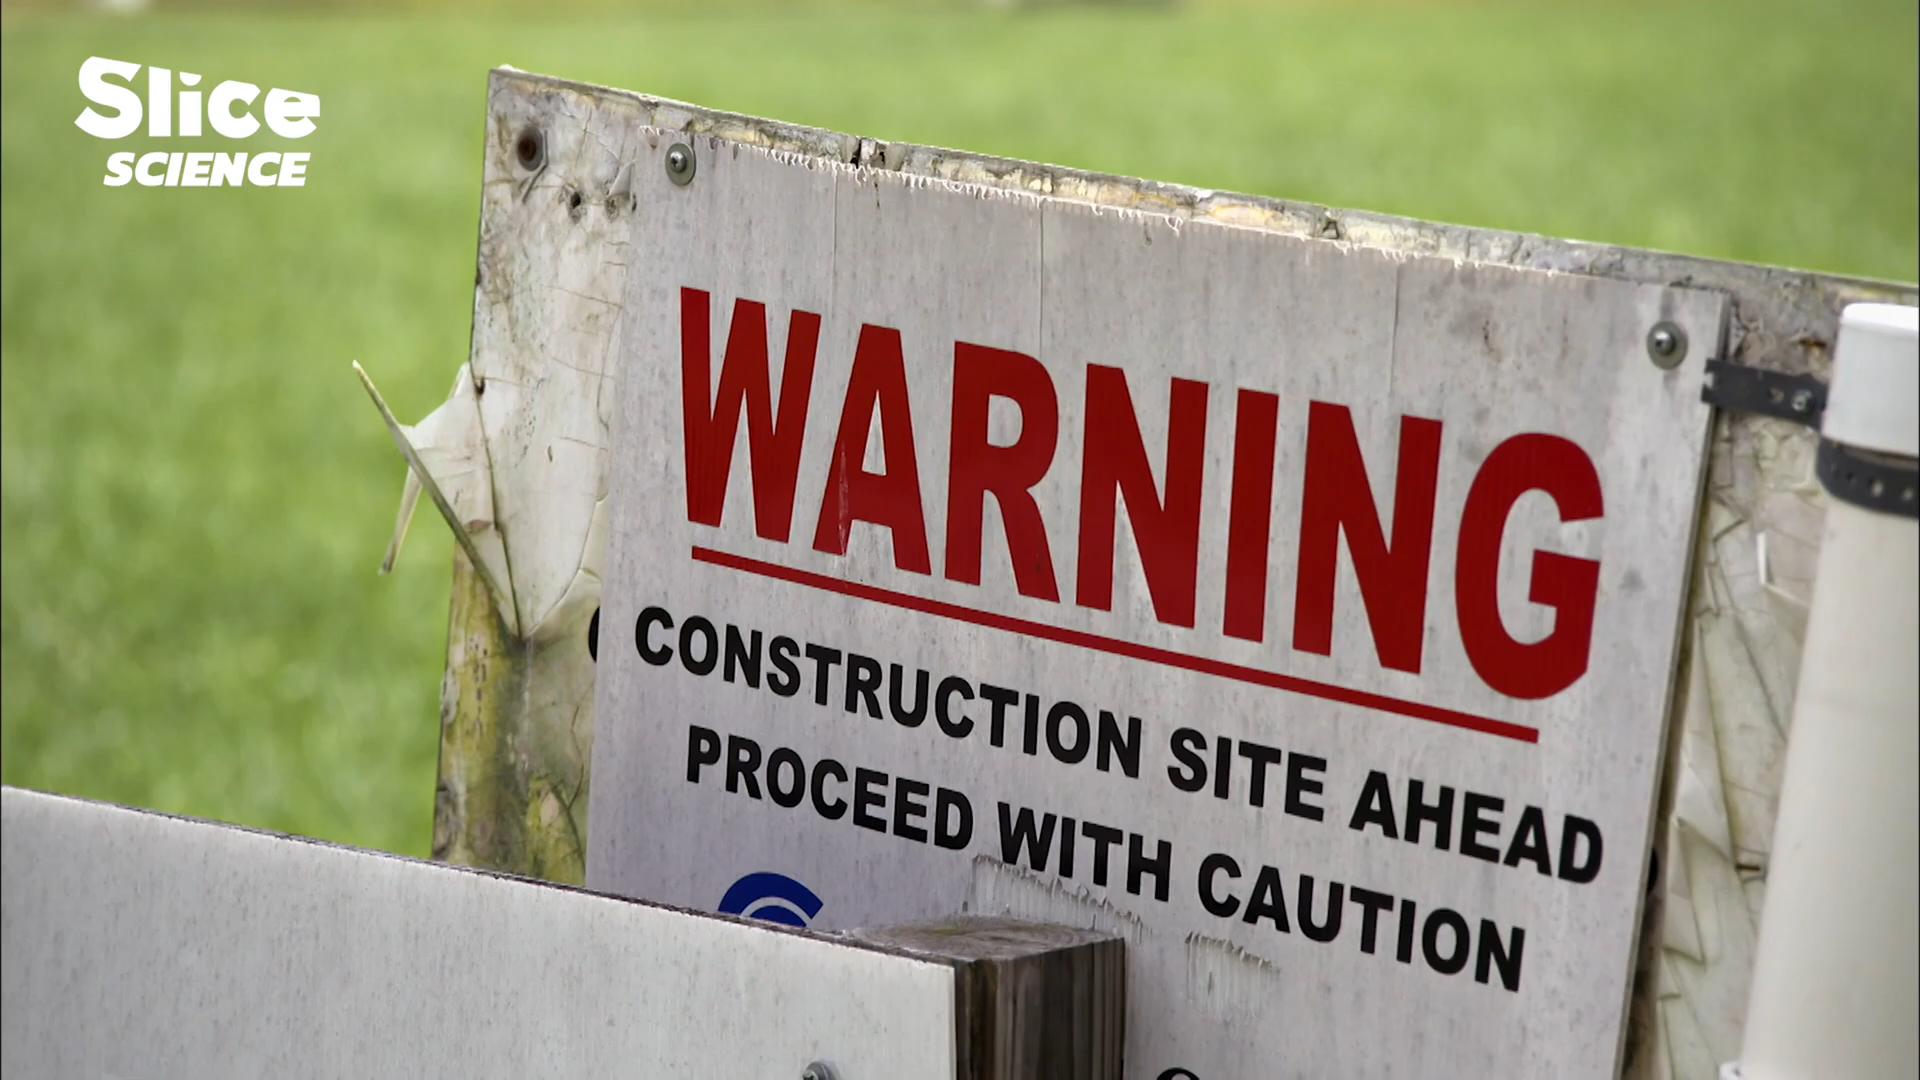 Slice
SCIENCE
WARNING
CONSTRUCTION SITE AHEAD
PROCEED WITH CAUTION